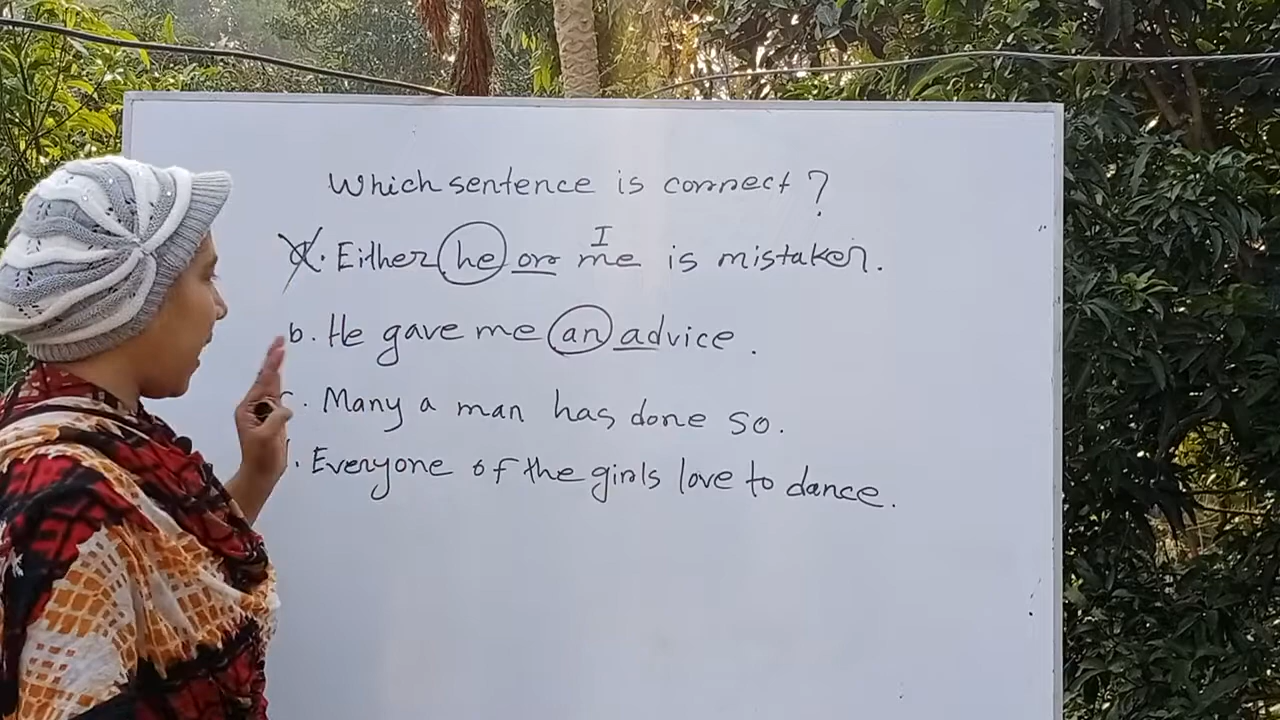 Which sentence is correct?
I
a. Either he or me is mistaken.
b. He gave me an advice.
c. Many a man has done so.
. Everyone of the girls love to dance.